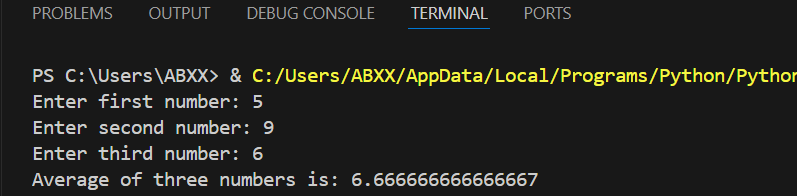 PROBLEMS OUTPUT DEBUG CONSOLE TERMINAL PORTS
PS C:\Users\ABXX> & C:/Users/ABXX/AppData/Local/Programs/Python/Python
Enter first number: 5
Enter second number: 9
Enter third number: 6
Average of three numbers is: 6.666666666666667